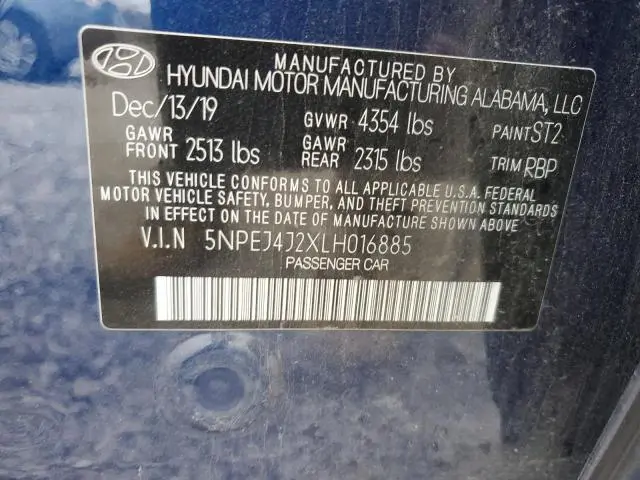 MANUFACTURED BY
HYUNDAI MOTOR MANUFACTURING ALABAMA, LLC
Dec/13/19 GVWR 4354 lbs PAINT ST2
GAWR FRONT 2513 lbs GAWR REAR 2315 lbs TRIM RBP
THIS VEHICLE CONFORMS TO ALL APPLICABLE U.S.A. FEDERAL
MOTOR VEHICLE SAFETY, BUMPER, AND THEFT PREVENTION STANDARDS
IN EFFECT ON THE DATE OF MANUFACTURE SHOWN ABOVE
V.I.N 5NPEJ4J2XLH016885
PASSENGER CAR